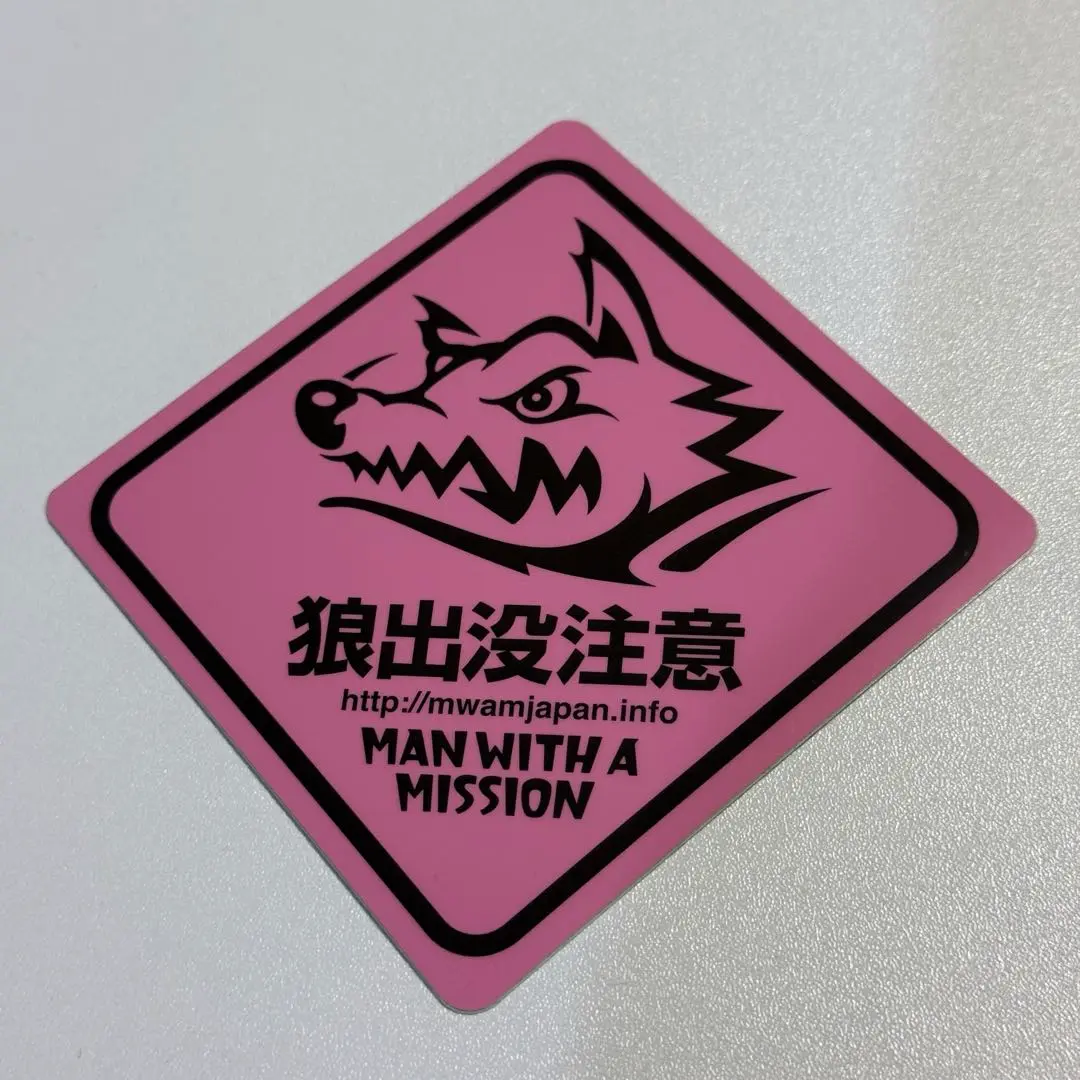 狼出没注意
http://mwamjapan.info
MAN WITH A
MISSION